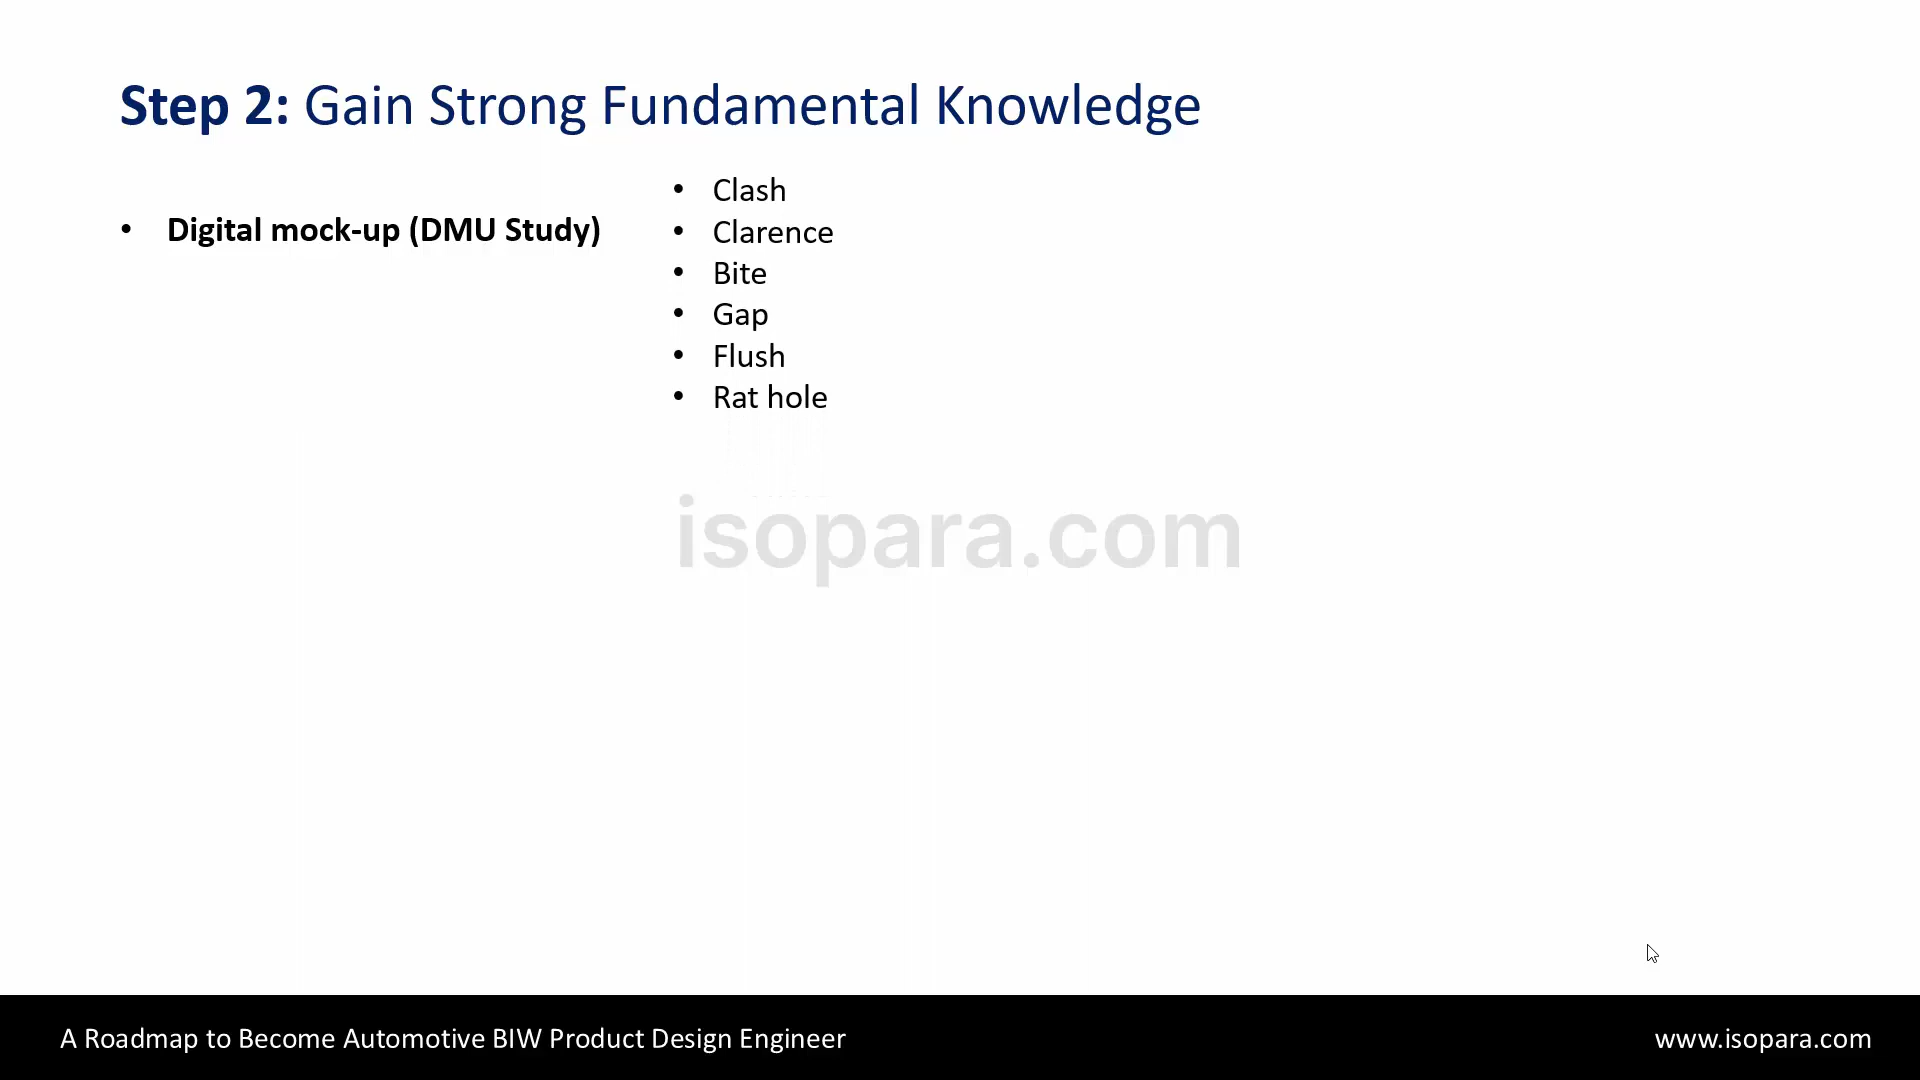 Step 2: Gain Strong Fundamental Knowledge
• Digital mock-up (DMU Study)
• Clash
• Clarence
• Bite
• Gap
• Flush
• Rat hole
isopara.com
A Roadmap to Become Automotive BIW Product Design Engineer
www.isopara.com